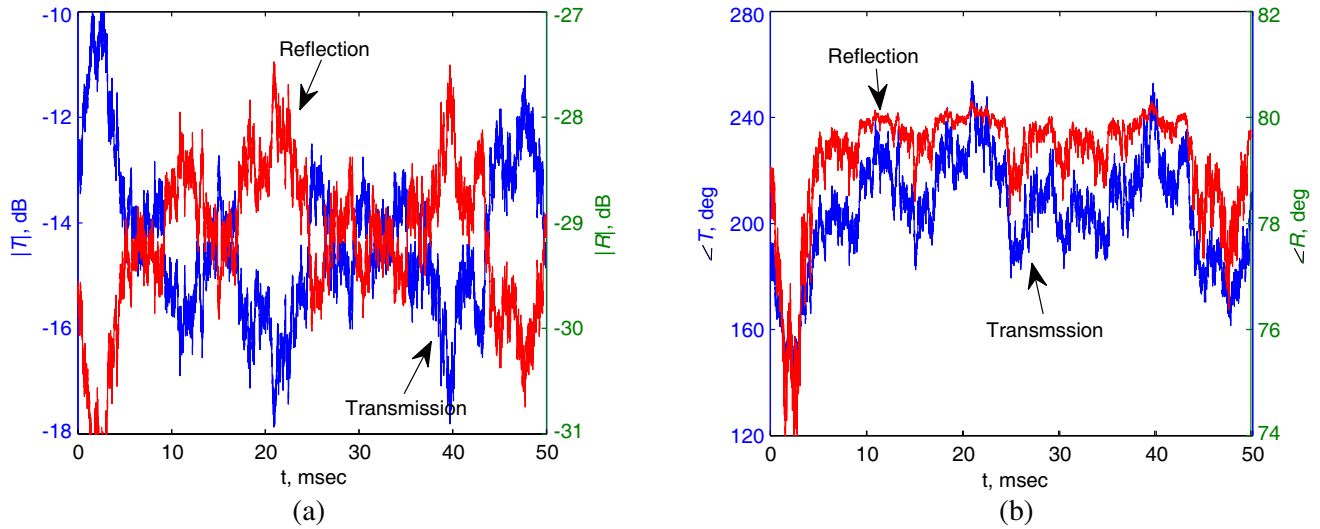 -10
-12
-14
-16
-18
|T|, dB
-27
-28
-29
-30
-31
|R|, dB
Reflection
Transmission
0 10 20 30 40 50
t, msec
(a)
280
240
200
160
120
∠T, deg
82
80
78
76
74
∠R, deg
Reflection
Transmssion
0 10 20 30 40 50
t, msec
(b)